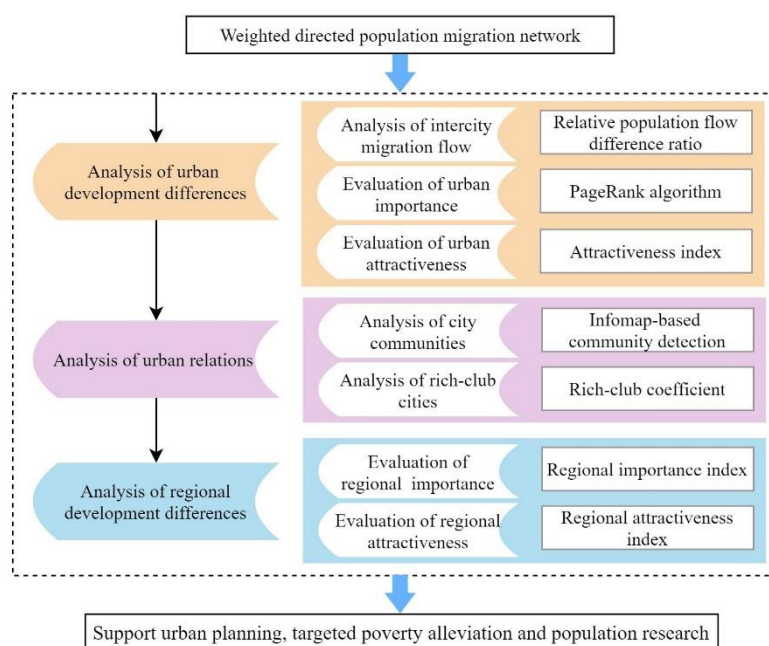 Weighted directed population migration network
Analysis of urban
development differences
Analysis of intercity
migration flow
Relative population flow
difference ratio
Evaluation of urban
importance
PageRank algorithm
Evaluation of urban
attractiveness
Attractiveness index
Analysis of urban relations
Analysis of city
communities
Infomap-based
community detection
Analysis of rich-club
cities
Rich-club coefficient
Analysis of regional
development differences
Evaluation of
regional importance
Regional importance index
Evaluation of regional
attractiveness
Regional attractiveness
index
Support urban planning, targeted poverty alleviation and population research